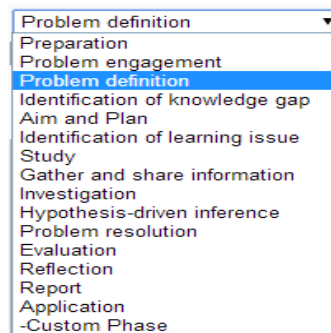 Problem definition
Preparation
Problem engagement
Problem definition
Identification of knowledge gap
Aim and Plan
Identification of learning issue
Study
Gather and share information
Investigation
Hypothesis-driven inference
Problem resolution
Evaluation
Reflection
Report
Application
-Custom Phase